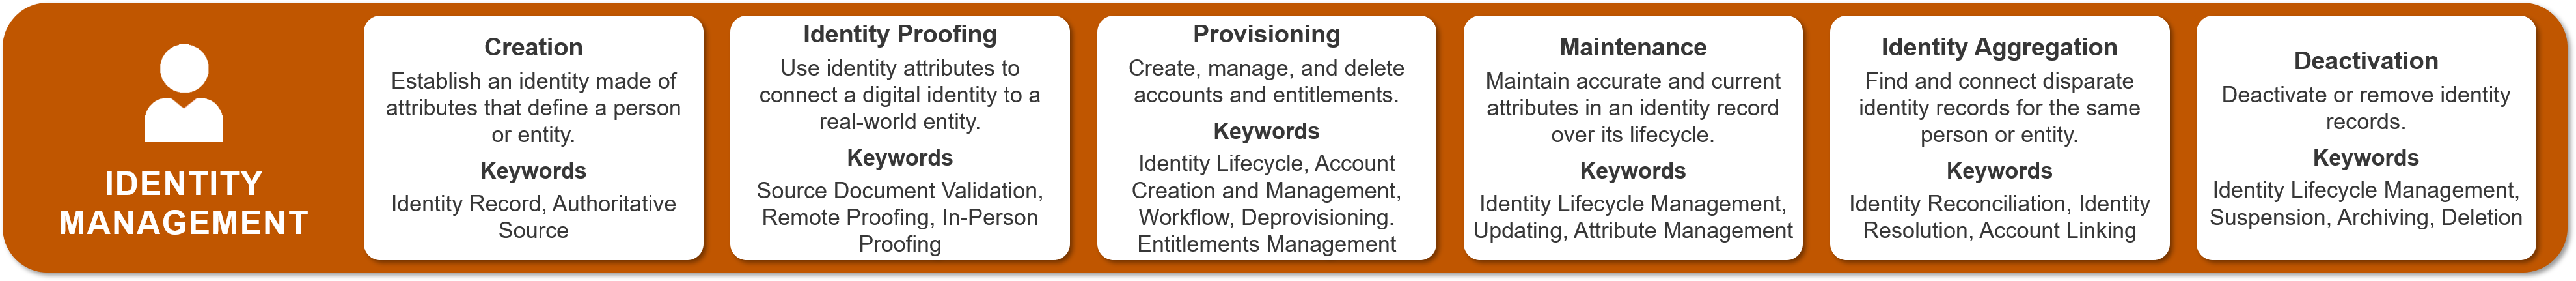 IDENTITY
MANAGEMENT
Creation
Establish an identity made of
attributes that define a person
or entity.
Keywords
Identity Record, Authoritative
Source
Identity Proofing
Use identity attributes to
connect a digital identity to a
real-world entity.
Keywords
Source Document Validation,
Remote Proofing, In-Person
Proofing
Provisioning
Create, manage, and delete
accounts and entitlements.
Keywords
Identity Lifecycle, Account
Creation and Management,
Workflow, Deprovisioning.
Entitlements Management
Maintenance
Maintain accurate and current
attributes in an identity record
over its lifecycle.
Keywords
Identity Lifecycle Management,
Updating, Attribute Management
Identity Aggregation
Find and connect disparate
identity records for the same
person or entity.
Keywords
Identity Reconciliation, Identity
Resolution, Account Linking
Deactivation
Deactivate or remove identity
records.
Keywords
Identity Lifecycle Management,
Suspension, Archiving, Deletion